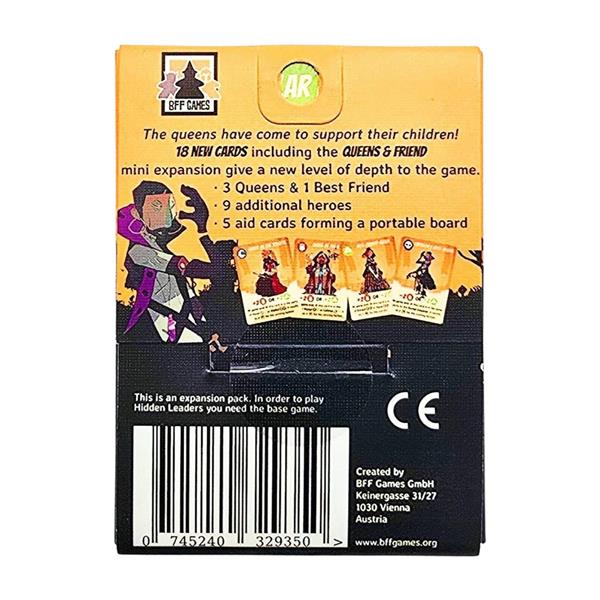 BFF GAMES
AR
The queens have come to support their children!
18 NEW CARDS including the QUEENS & FRIEND
mini expansion give a new level of depth to the game.
· 3 Queens & 1 Best Friend
· 9 additional heroes
· 5 aid cards forming a portable board
This is an expansion pack. In order to play
Hidden Leaders you need the base game.
CE
Created by
BFF Games GmbH
Keinergasse 31/27
1030 Vienna
Austria
www.bffgames.org
0 745240 329350 >